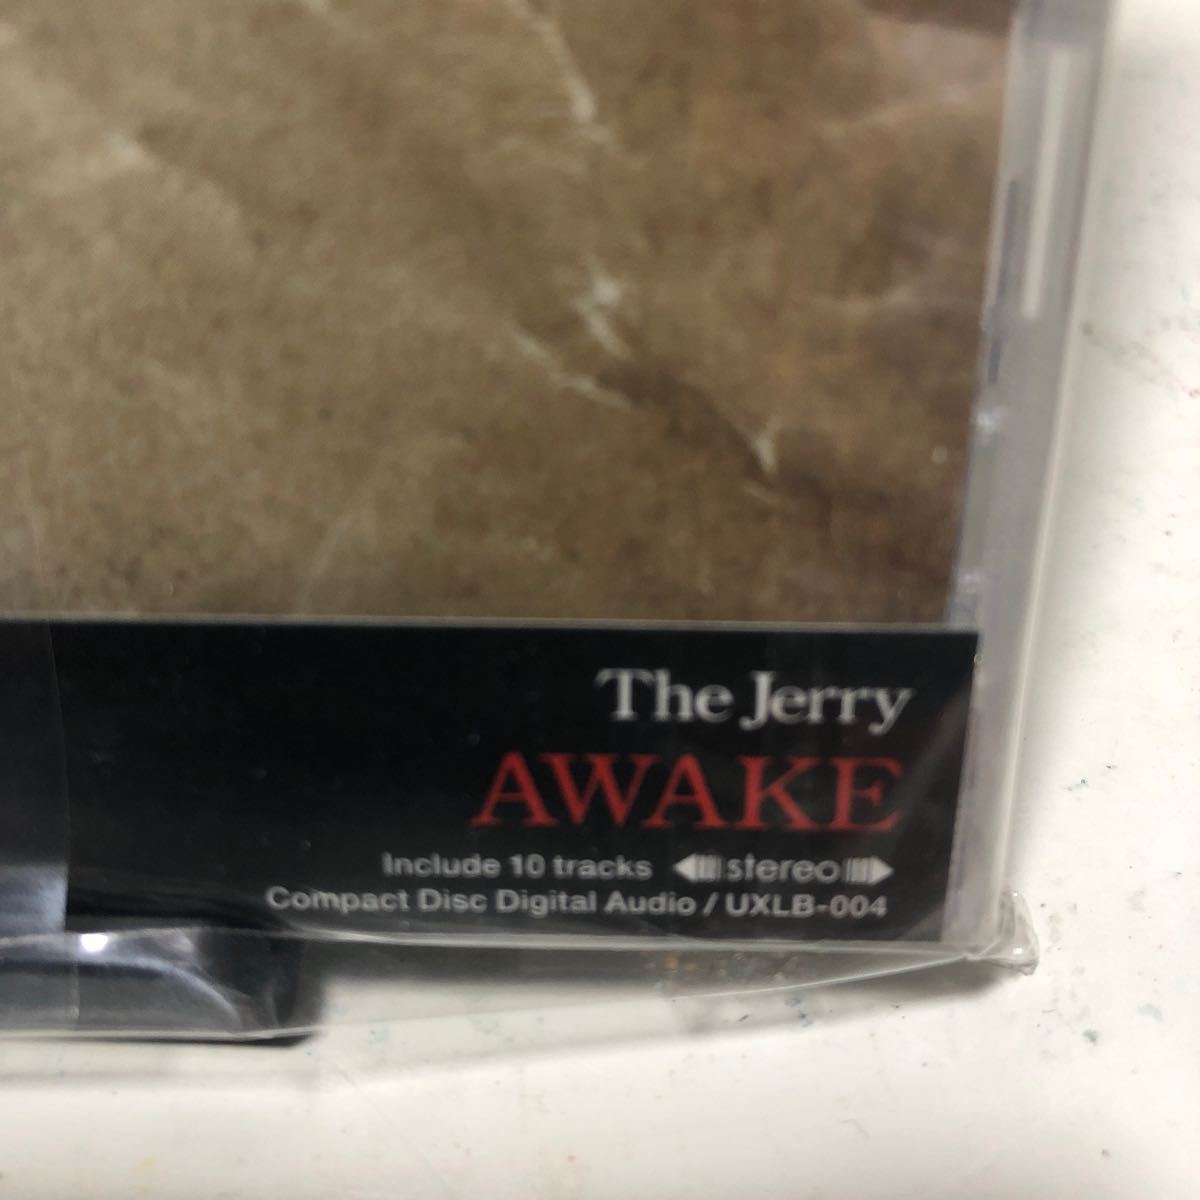 The Jerry
AWAKE
Include 10 tracks stereo
Compact Disc Digital Audio / UXLB-004